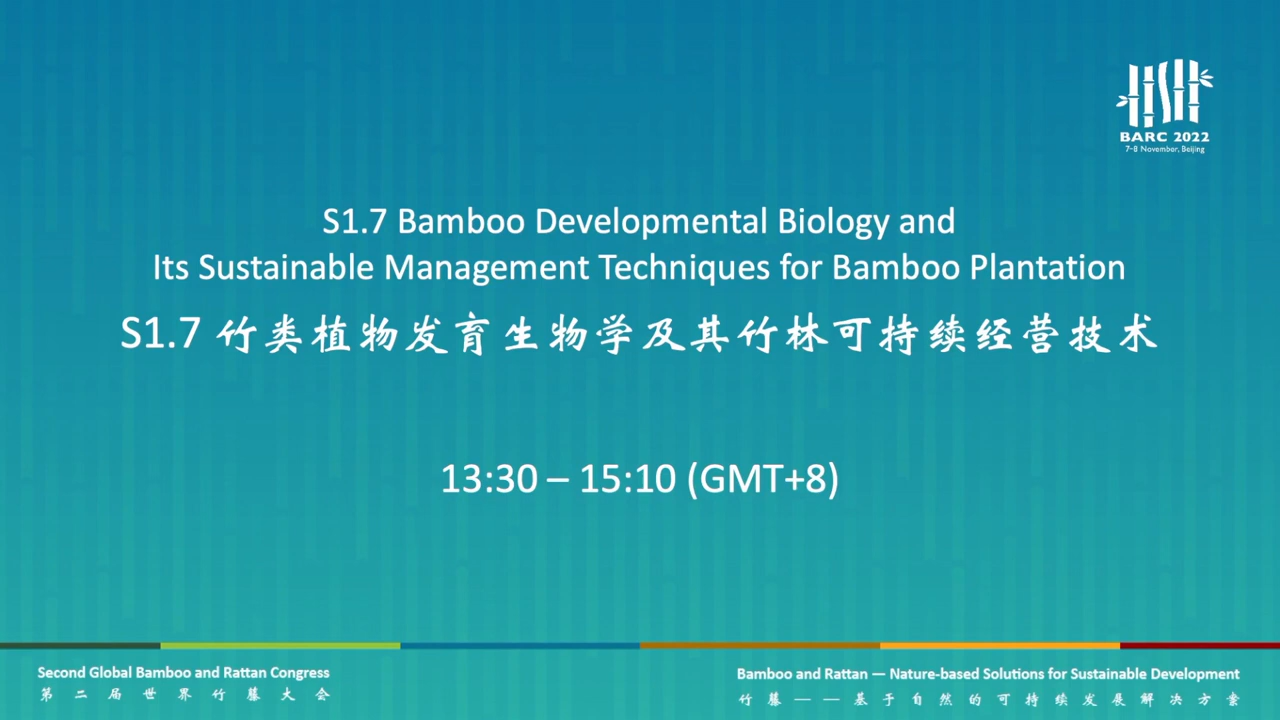 BARC 2022
7-8 November, Beijing
S1.7 Bamboo Developmental Biology and
Its Sustainable Management Techniques for Bamboo Plantation
S1.7 竹类植物发育生物学及其竹林可持续经营技术
13:30 – 15:10 (GMT+8)
Second Global Bamboo and Rattan Congress
第二届世界竹藤大会
Bamboo and Rattan — Nature-based Solutions for Sustainable Development
竹藤——基于自然的可持续发展解决方案